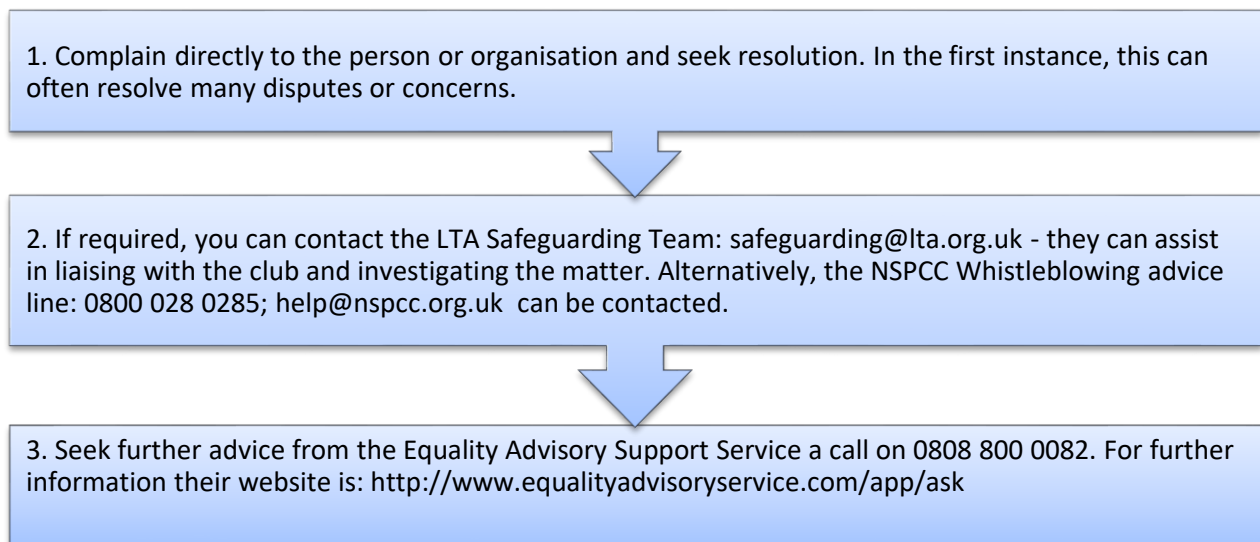 1. Complain directly to the person or organisation and seek resolution. In the first instance, this can
often resolve many disputes or concerns.
2. If required, you can contact the LTA Safeguarding Team: safeguarding@lta.org.uk - they can assist
in liaising with the club and investigating the matter. Alternatively, the NSPCC Whistleblowing advice
line: 0800 028 0285; help@nspcc.org.uk  can be contacted.
3. Seek further advice from the Equality Advisory Support Service a call on 0808 800 0082. For further
information their website is: http://www.equalityadvisoryservice.com/app/ask